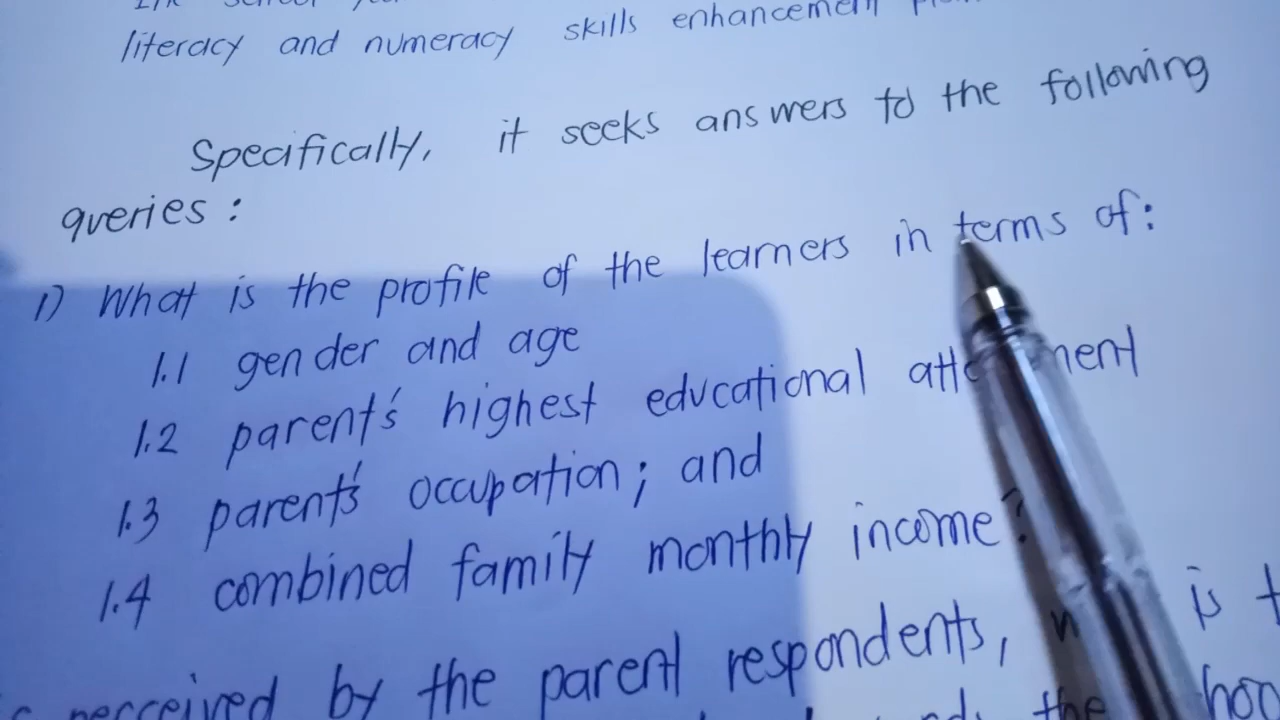 literacy and numeracy skills enhancement
Specifically, it seeks answers to the following
queries:
1) What is the profile of the learners in terms of:
1.1 gender and age
1.2 parent's highest educational
1.3 parent's occupation; and
1.4 combined family monthly income?
perceived by the parent respondents, is
the